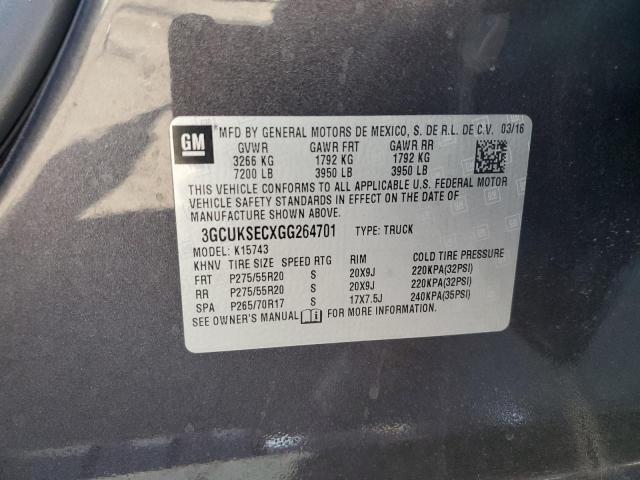 GM
MFD BY GENERAL MOTORS DE MEXICO, S. DE R.L. DE C.V. 03/16
GVWR GAWR FRT GAWR RR
3266 KG 1792 KG 1792 KG
7200 LB 3950 LB 3950 LB
THIS VEHICLE CONFORMS TO ALL APPLICABLE U.S. FEDERAL MOTOR
VEHICLE SAFETY STANDARDS IN EFFECT ON THE DATE OF
MANUFACTURE SHOWN ABOVE.
3GCUKSECXGG264701 TYPE: TRUCK
MODEL: K15743
KHNV TIRE SIZE SPEED RTG RIM COLD TIRE PRESSURE
FRT P275/55R20 S 20X9J 220KPA(32PSI)
RR P275/55R20 S 20X9J 220KPA(32PSI)
SPA P265/70R17 S 17X7.5J 240KPA(35PSI)
SEE OWNER'S MANUAL FOR MORE INFORMATION.